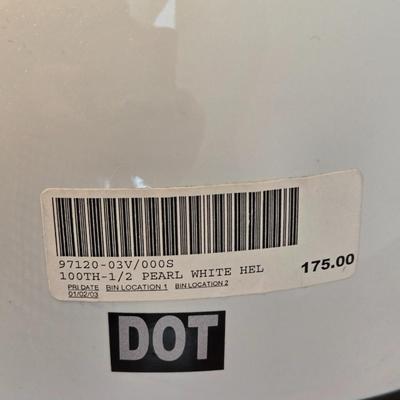 97120-03V/000S
100TH-1/2 PEARL WHITE HEL
175.00
PRI DATE BIN LOCATION 1 BIN LOCATION 2
01/02/03
DOT